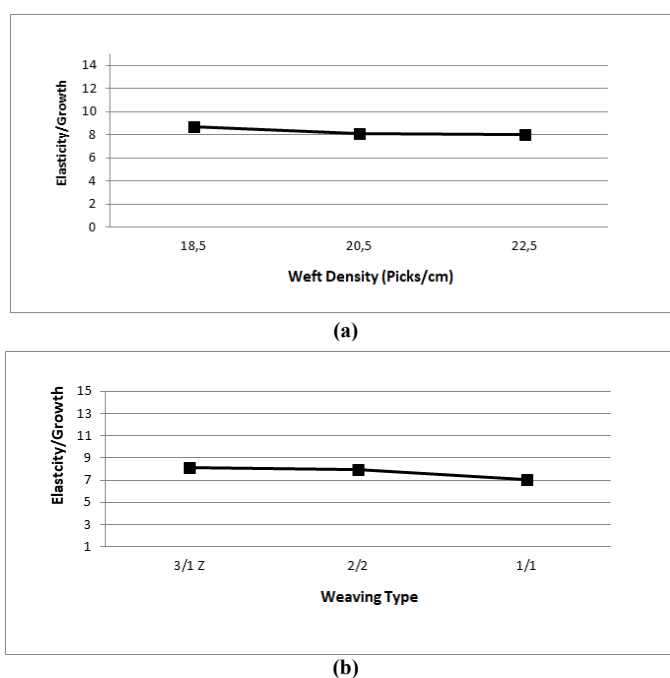 Elasticity/Growth
14
12
10
8
6
4
2
0
18,5 20,5 22,5
Weft Density (Picks/cm)
(a)
Elastcity/Growth
15
13
11
9
7
5
3
1
3/1 Z 2/2 1/1
Weaving Type
(b)